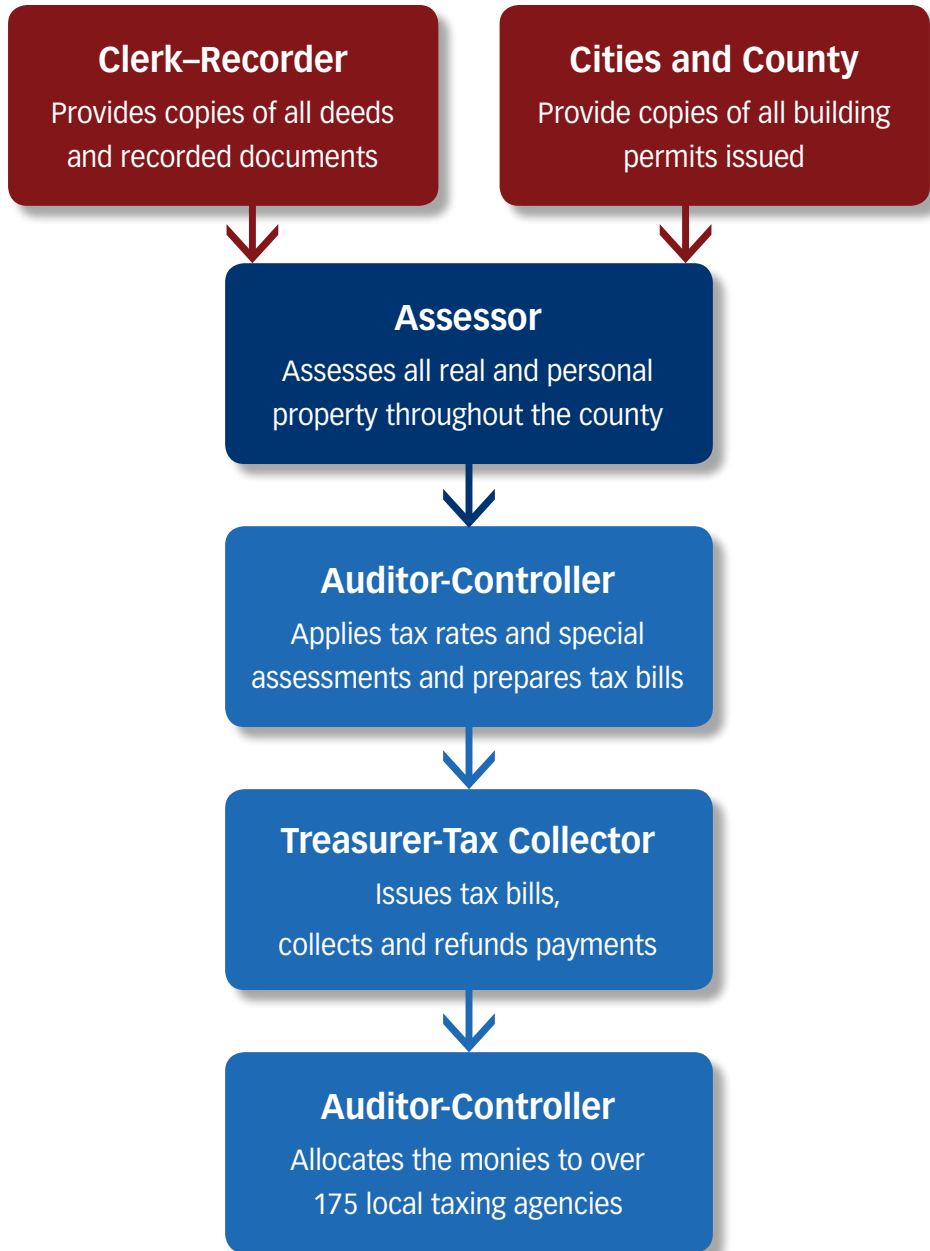 Clerk–Recorder
Provides copies of all deeds
and recorded documents
Cities and County
Provide copies of all building
permits issued
Assessor
Assesses all real and personal
property throughout the county
Auditor-Controller
Applies tax rates and special
assessments and prepares tax bills
Treasurer-Tax Collector
Issues tax bills,
collects and refunds payments
Auditor-Controller
Allocates the monies to over
175 local taxing agencies